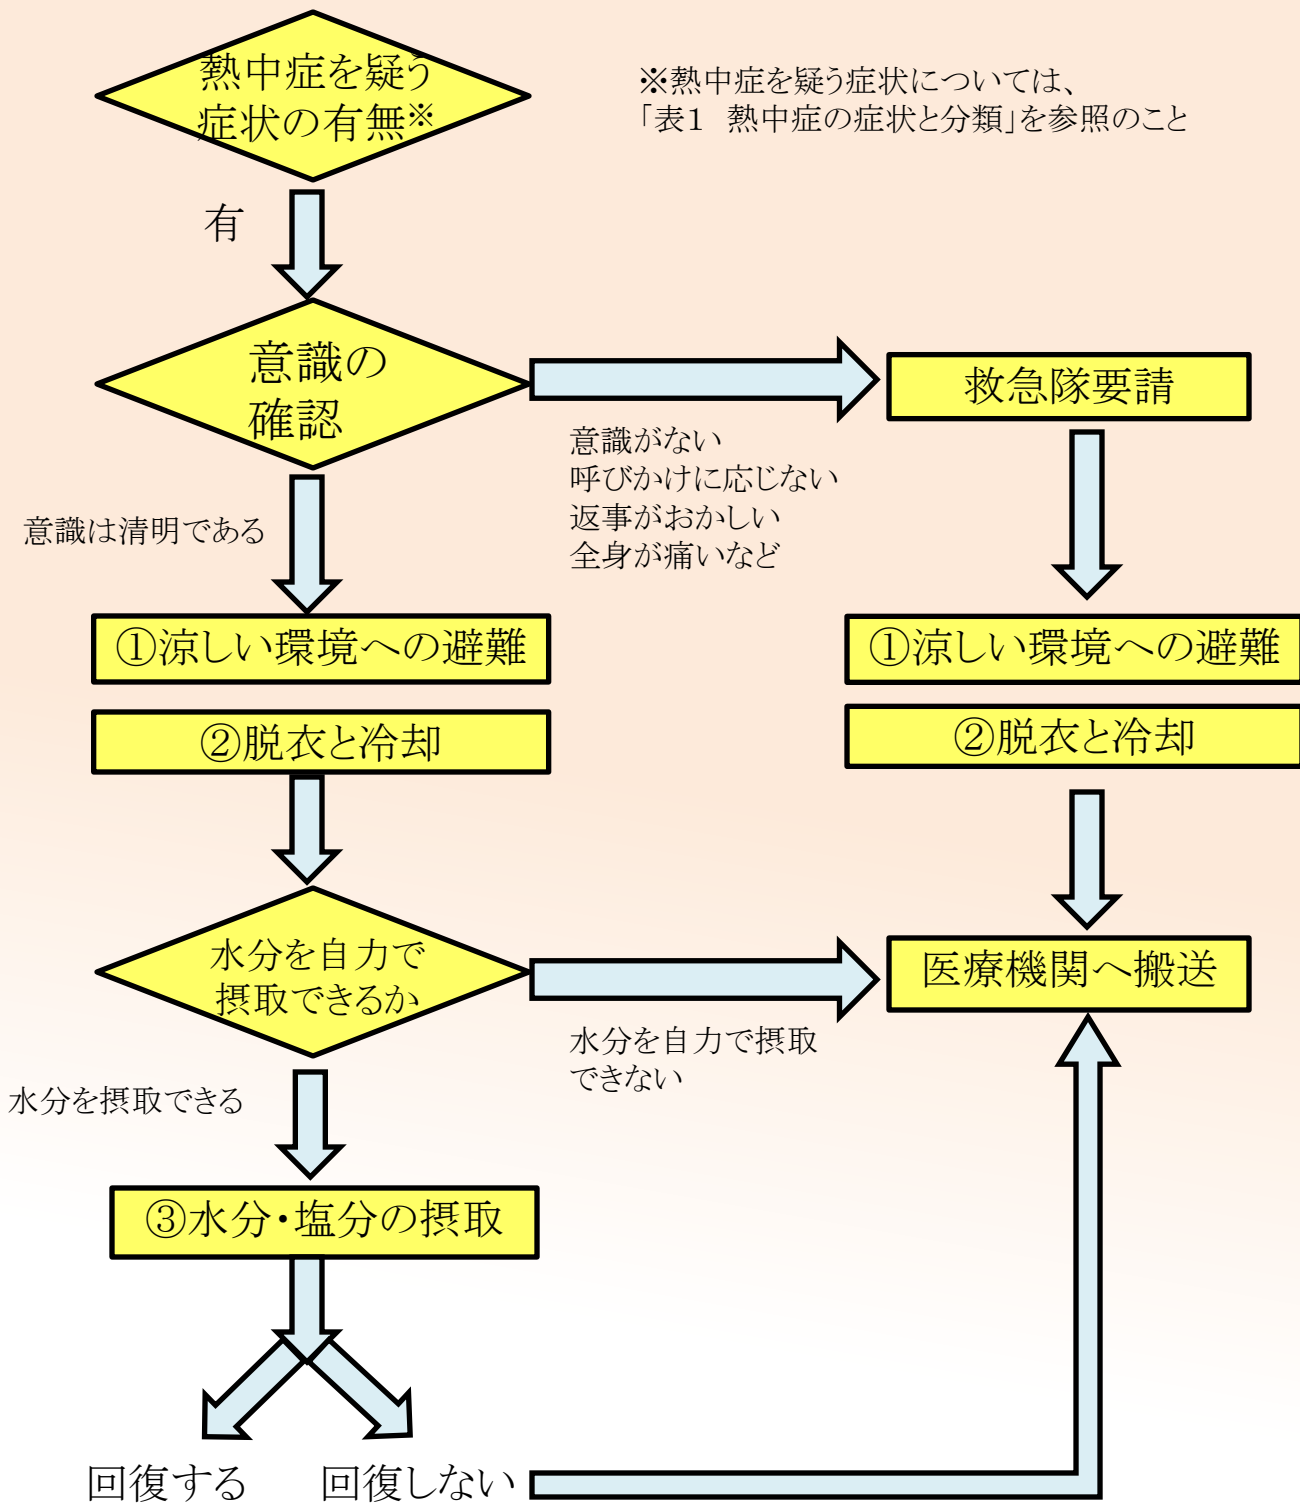 熱中症を疑う
症状の有無※
※熱中症を疑う症状については、
「表1　熱中症の症状と分類」を参照のこと
有
意識の
確認
救急隊要請
意識がない
呼びかけに応じない
返事がおかしい
全身が痛いなど
意識は清明である
①涼しい環境への避難
①涼しい環境への避難
②脱衣と冷却
②脱衣と冷却
水分を自力で
摂取できるか
医療機関へ搬送
水分を自力で摂取
できない
水分を摂取できる
③水分・塩分の摂取
回復する
回復しない